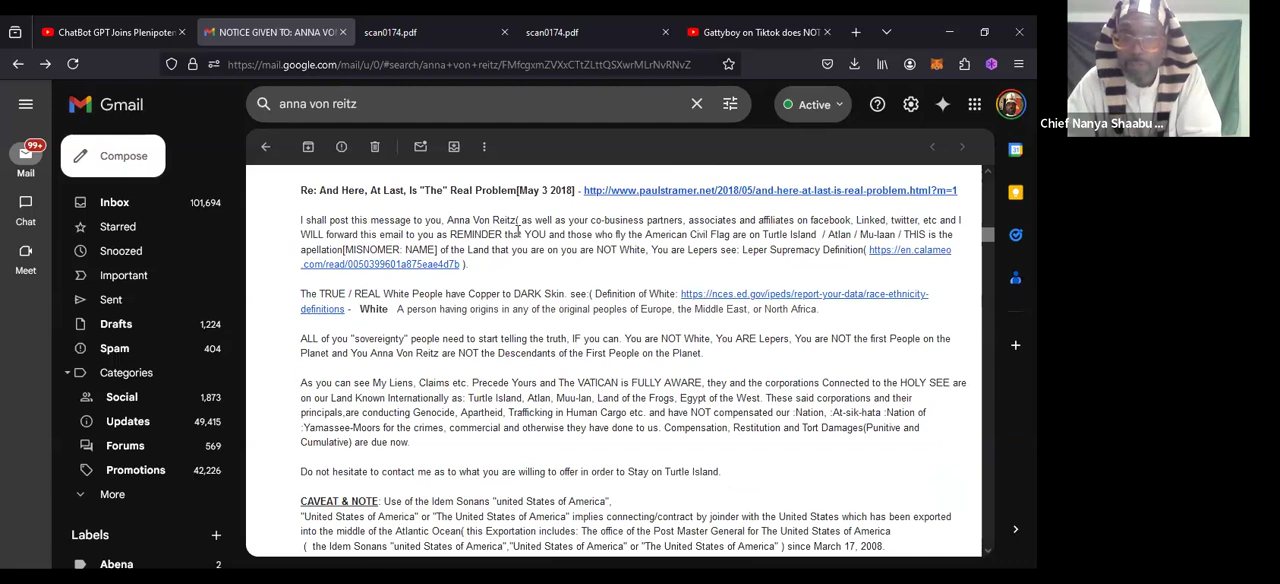 ChatBot GPT Joins Plenipoten
NOTICE GIVEN TO: ANNA VO
scan0174.pdf
scan0174.pdf
Gattyboy on Tiktok does NOT
https://mail.google.com/mail/u/0/#search/anna+von+reitz/FMfcgxmZVXxCTtZLttQSXwrMLrNvRNvZ
Gmail
anna von reitz
Active
Chief Nanya Shaabu ...
99+
Mail
Chat
Meet
Compose
Inbox 101,694
Starred
Snoozed
Important
Sent
Drafts 1,224
Spam 404
Categories
Social 1,873
Updates 49,415
Forums 569
Promotions 42,226
More
Labels
Abena 2
Re: And Here, At Last, Is "The" Real Problem[May 3 2018] - http://www.paulstramer.net/2018/05/and-here-at-last-is-real-problem.html?m=1
I shall post this message to you, Anna Von Reitz( as well as your co-business partners, associates and affiliates on facebook, Linked, twitter, etc and I
WILL forward this email to you as REMINDER that YOU and those who fly the American Civil Flag are on Turtle Island / Atlan / Mu-laan / THIS is the
apellation[MISNOMER: NAME] of the Land that you are on you are NOT White, You are Lepers see: Leper Supremacy Definition( https://en.calameo
.com/read/0050399601a875eae4d7b ).
The TRUE / REAL White People have Copper to DARK Skin. see:( Definition of White: https://nces.ed.gov/ipeds/report-your-data/race-ethnicity-
definitions - White A person having origins in any of the original peoples of Europe, the Middle East, or North Africa.
ALL of you "sovereignty" people need to start telling the truth, IF you can. You are NOT White, You ARE Lepers, You are NOT the first People on the
Planet and You Anna Von Reitz are NOT the Descendants of the First People on the Planet.
As you can see My Liens, Claims etc. Precede Yours and The VATICAN is FULLY AWARE, they and the corporations Connected to the HOLY SEE are
on our Land Known Internationally as: Turtle Island, Atlan, Muu-lan, Land of the Frogs, Egypt of the West. These said corporations and their
principals,are conducting Genocide, Apartheid, Trafficking in Human Cargo etc. and have NOT compensated our :Nation, :At-sik-hata :Nation of
:Yamassee-Moors for the crimes, commercial and otherwise they have done to us. Compensation, Restitution and Tort Damages(Punitive and
Cumulative) are due now.
Do not hesitate to contact me as to what you are willing to offer in order to Stay on Turtle Island.
CAVEAT & NOTE: Use of the Idem Sonans "united States of America",
"United States of America" or "The United States of America" implies connecting/contract by joinder with the United States which has been exported
into the middle of the Atlantic Ocean( this Exportation includes: The office of the Post Master General for The United States of America
( the Idem Sonans "united States of America","United States of America" or "The United States of America" ) since March 17, 2008.